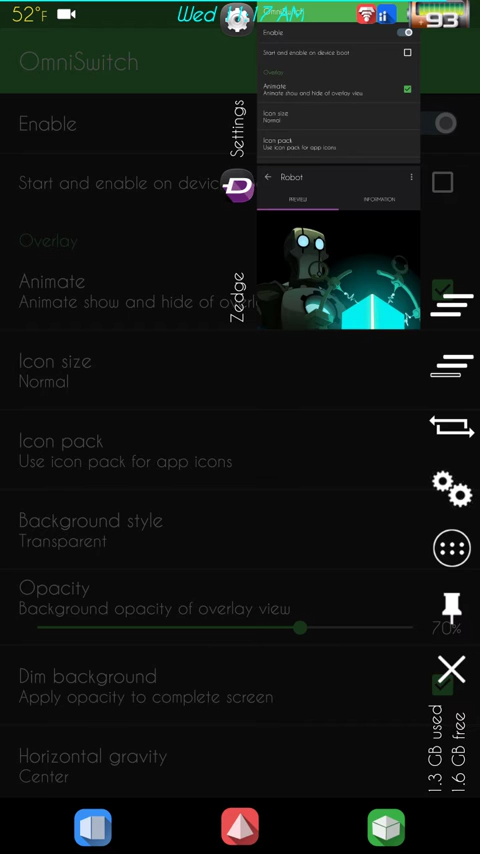 52°F
Wed
17 AM
93
OmniSwitch
Enable
Start and enable on device boot
Overlay
Animate
Animate show and hide of overlay view
Icon size
Normal
Icon pack
Use icon pack for app icons
Settings
Robot
PREVIEW
INFORMATION
Zedge
OmniSwitch
Enable
Start and enable on devic
Overlay
Animate
Animate show and hide of overl
Icon size
Normal
Icon pack
Use icon pack for app icons
Background style
Transparent
Opacity
Background opacity of overlay view
70%
Dim background
Apply opacity to complete screen
Horizontal gravity
Center
1.3 GB used
1.6 GB free